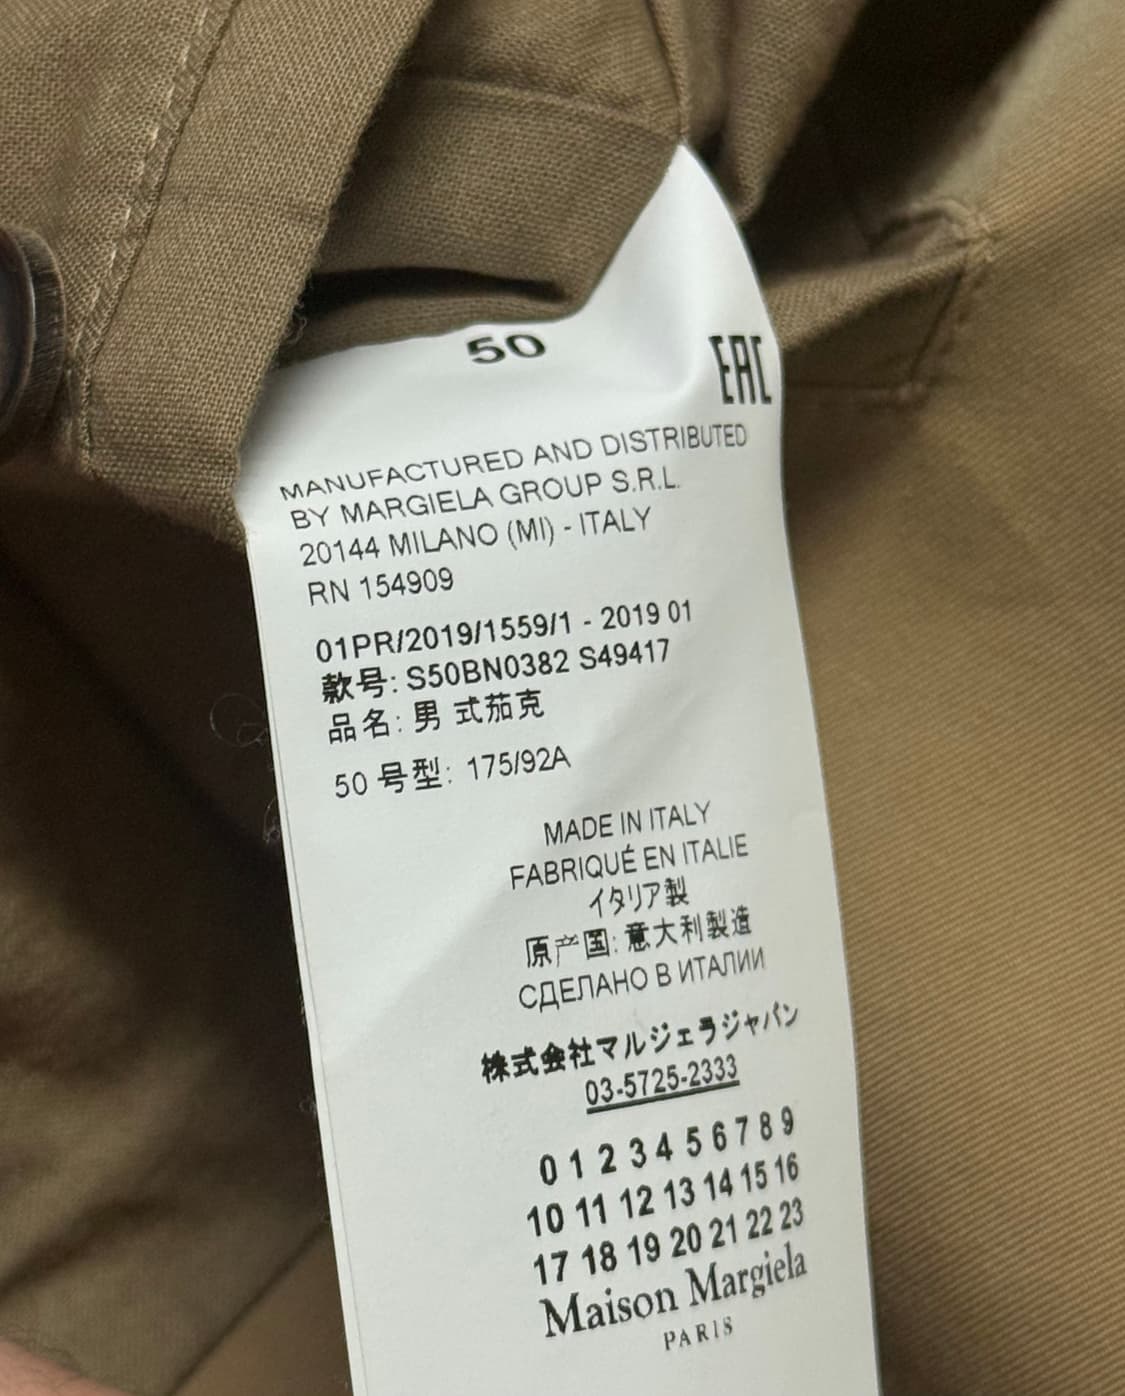 50
EAC
MANUFACTURED AND DISTRIBUTED
BY MARGIELA GROUP S.R.L.
20144 MILANO (MI) - ITALY
RN 154909
01PR/2019/1559/1 - 2019 01
款号: S50BN0382 S49417
品名: 男 式茄克
50 号型: 175/92A
MADE IN ITALY
FABRIQUÉ EN ITALIE
イタリア製
原产国: 意大利製造
СДЕЛАНО В ИТАЛИИ
株式会社マルジェラジャパン
03-5725-2333
0 1 2 3 4 5 6 7 8 9
10 11 12 13 14 15 16
17 18 19 20 21 22 23
Maison Margiela
PARIS